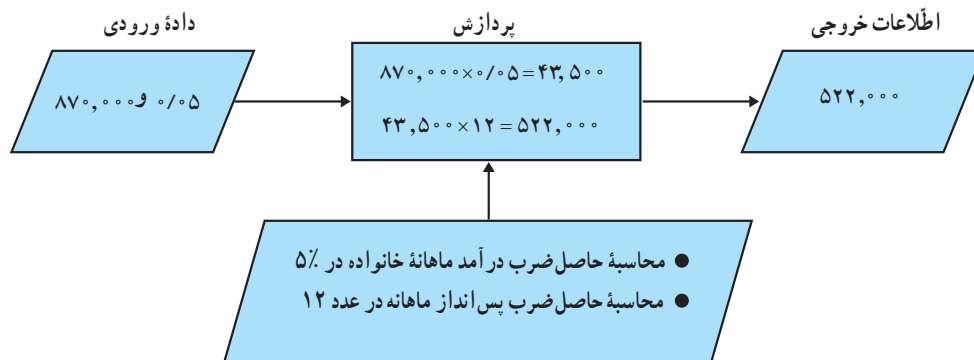 دادهٔ ورودی
۸۷۰,۰۰۰ و ۰/۰۵
پردازش
۸۷۰,۰۰۰×۰/۰۵=۴۳,۵۰۰
۴۳,۵۰۰×۱۲=۵۲۲,۰۰۰
اطّلاعات خروجی
۵۲۲,۰۰۰
● محاسبهٔ حاصل‌ضرب درآمد ماهانهٔ خانواده در ۵٪
● محاسبهٔ حاصل‌ضرب پس‌انداز ماهانه در عدد ۱۲